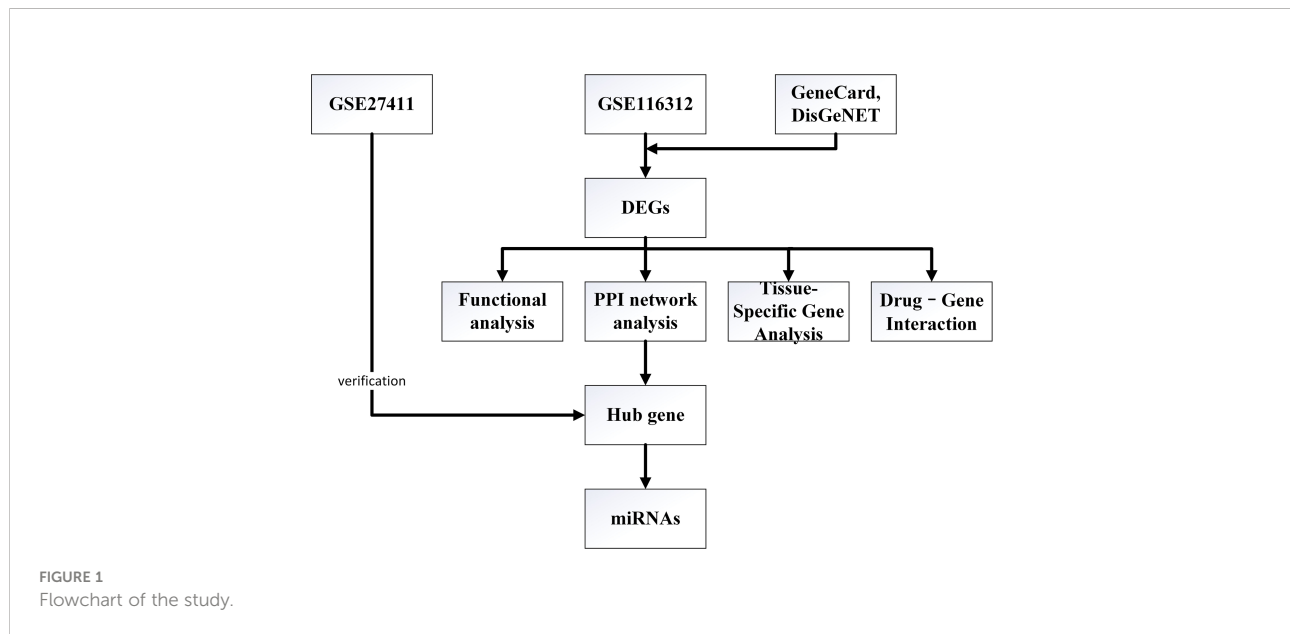 GSE27411
GSE116312
GeneCard,
DisGeNET
DEGs
Functional
analysis
PPI network
analysis
Tissue-
Specific Gene
Analysis
Drug－Gene
Interaction
verification
Hub gene
miRNAs
FIGURE 1
Flowchart of the study.